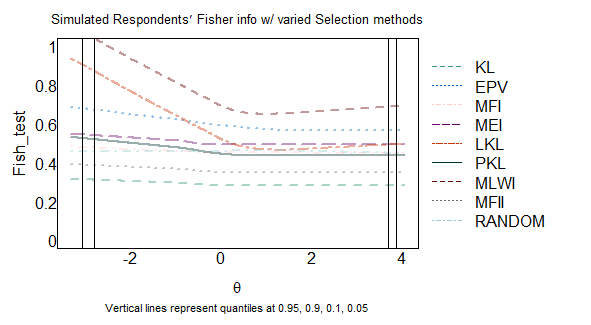 Simulated Respondents' Fisher info w/ varied Selection methods
1
0.8
0.6
0.4
0.2
0
Fish_test
-2
0
2
4
θ
Vertical lines represent quantiles at 0.95, 0.9, 0.1, 0.05
KL
EPV
MFI
MEI
LKL
PKL
MLWI
MFII
RANDOM